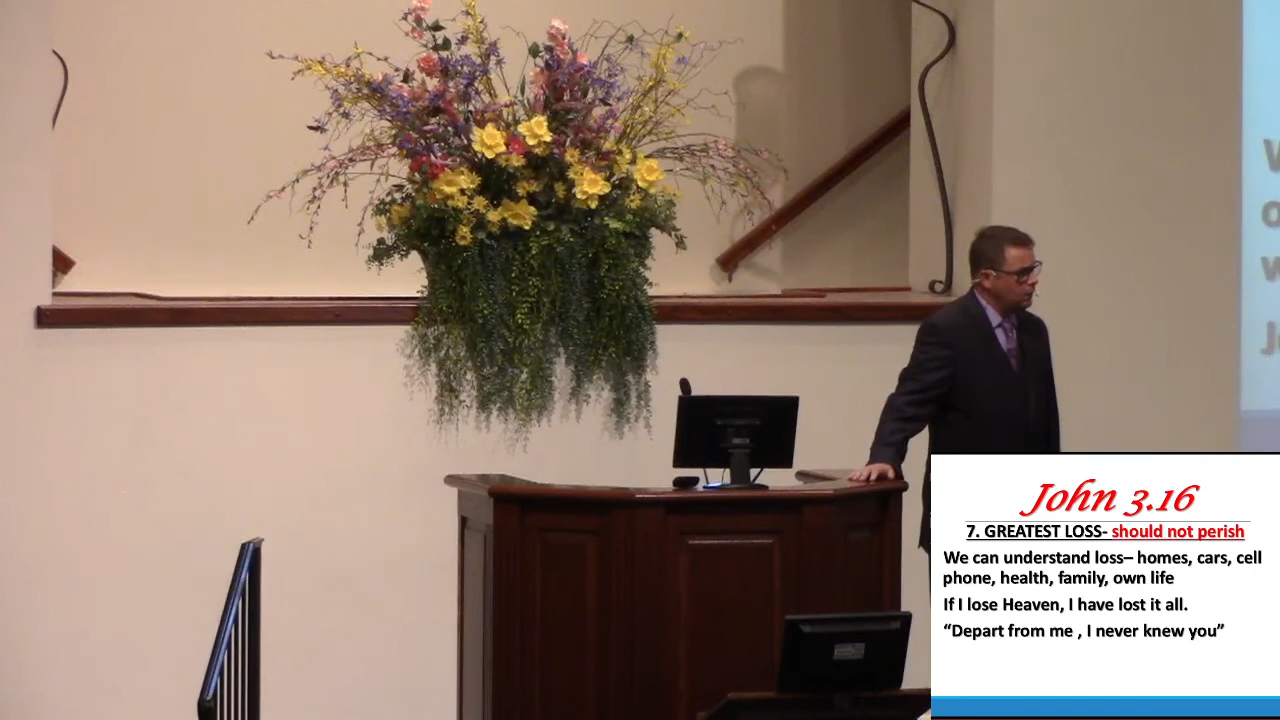 John 3.16
7. GREATEST LOSS- should not perish
We can understand loss– homes, cars, cell
phone, health, family, own life
If I lose Heaven, I have lost it all.
“Depart from me , I never knew you”